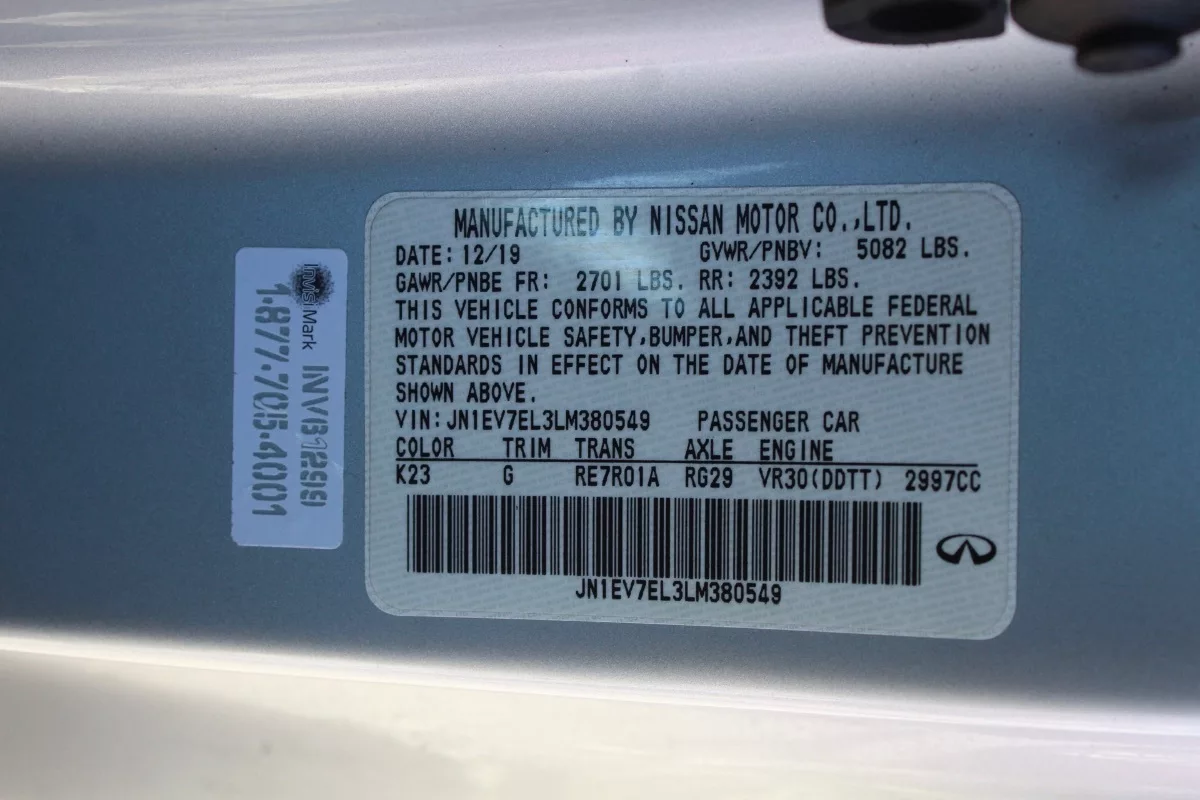 MANUFACTURED BY NISSAN MOTOR CO.,LTD.
DATE: 12/19 GVWR/PNBV: 5082 LBS.
GAWR/PNBE FR: 2701 LBS. RR: 2392 LBS.
THIS VEHICLE CONFORMS TO ALL APPLICABLE FEDERAL
MOTOR VEHICLE SAFETY,BUMPER,AND THEFT PREVENTION
STANDARDS IN EFFECT ON THE DATE OF MANUFACTURE
SHOWN ABOVE.
VIN: JN1EV7EL3LM380549 PASSENGER CAR
COLOR TRIM TRANS AXLE ENGINE
K23 G RE7R01A RG29 VR30(DDTT) 2997CC
JN1EV7EL3LM380549
InvisiMark
1-877-705-4001